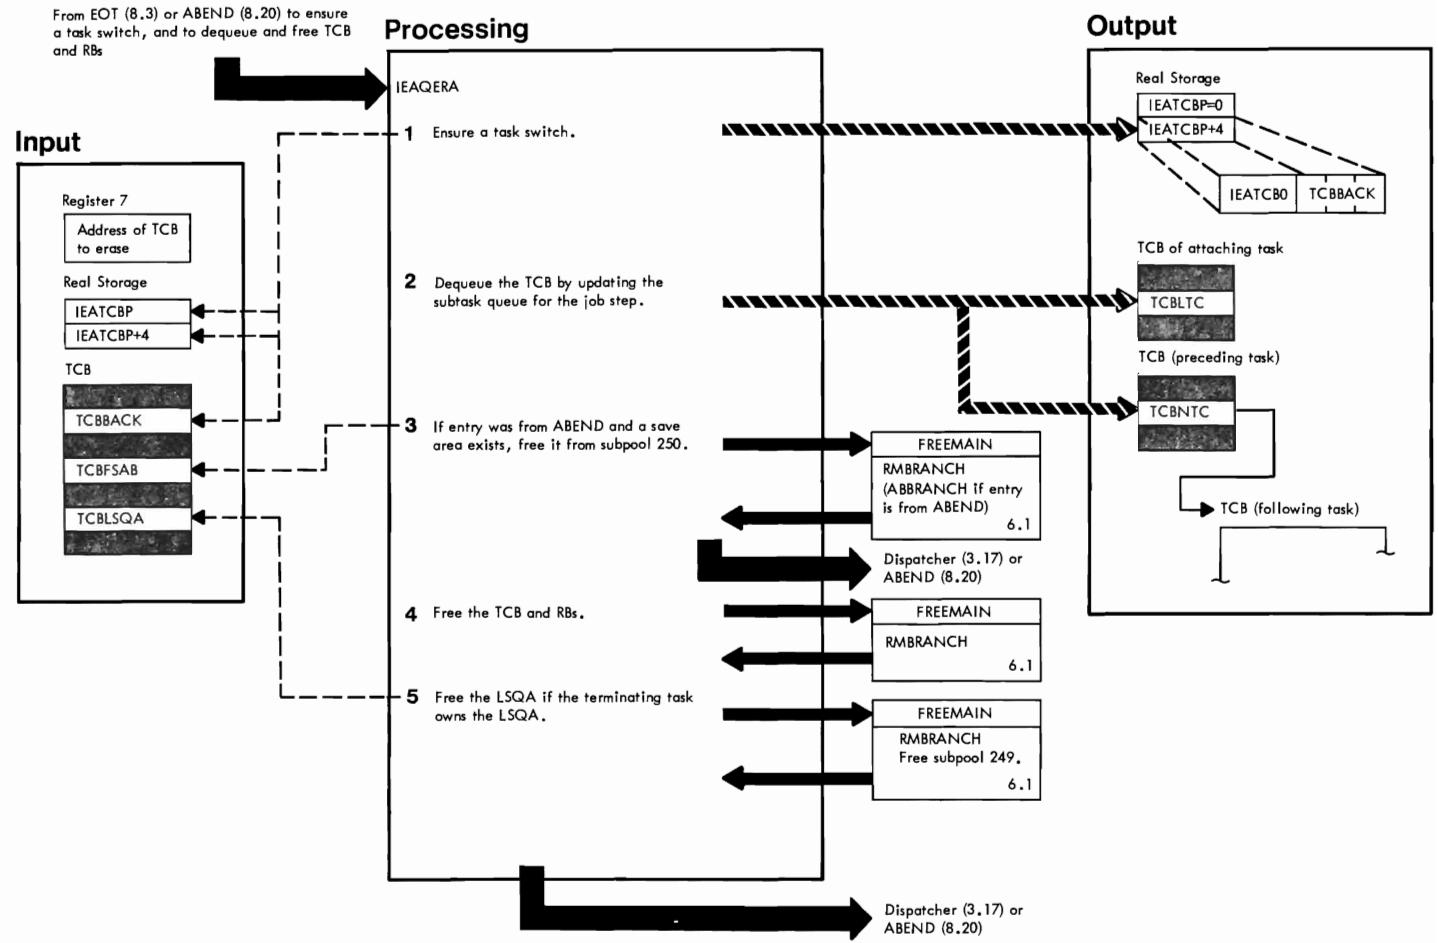 From EOT (8.3) or ABEND (8.20) to ensure
a task switch, and to dequeue and free TCB
and RBs
Processing
Output
Input
IEAQERA
1 Ensure a task switch.
2 Dequeue the TCB by updating the
subtask queue for the job step.
3 If entry was from ABEND and a save
area exists, free it from subpool 250.
4 Free the TCB and RBs.
5 Free the LSQA if the terminating task
owns the LSQA.
Register 7
Address of TCB
to erase
Real Storage
IEATCBP
IEATCBP+4
TCB
TCBBACK
TCBFSAB
TCBLSQA
FREEMAIN
RMBRANCH
(ABBRANCH if entry
is from ABEND)
6.1
Dispatcher (3.17) or
ABEND (8.20)
FREEMAIN
RMBRANCH
6.1
FREEMAIN
RMBRANCH
Free subpool 249.
6.1
Dispatcher (3.17) or
ABEND (8.20)
Real Storage
IEATCBP=0
IEATCBP+4
IEATCB0 TCBBACK
TCB of attaching task
TCBLTC
TCB (preceding task)
TCBNTC
TCB (following task)